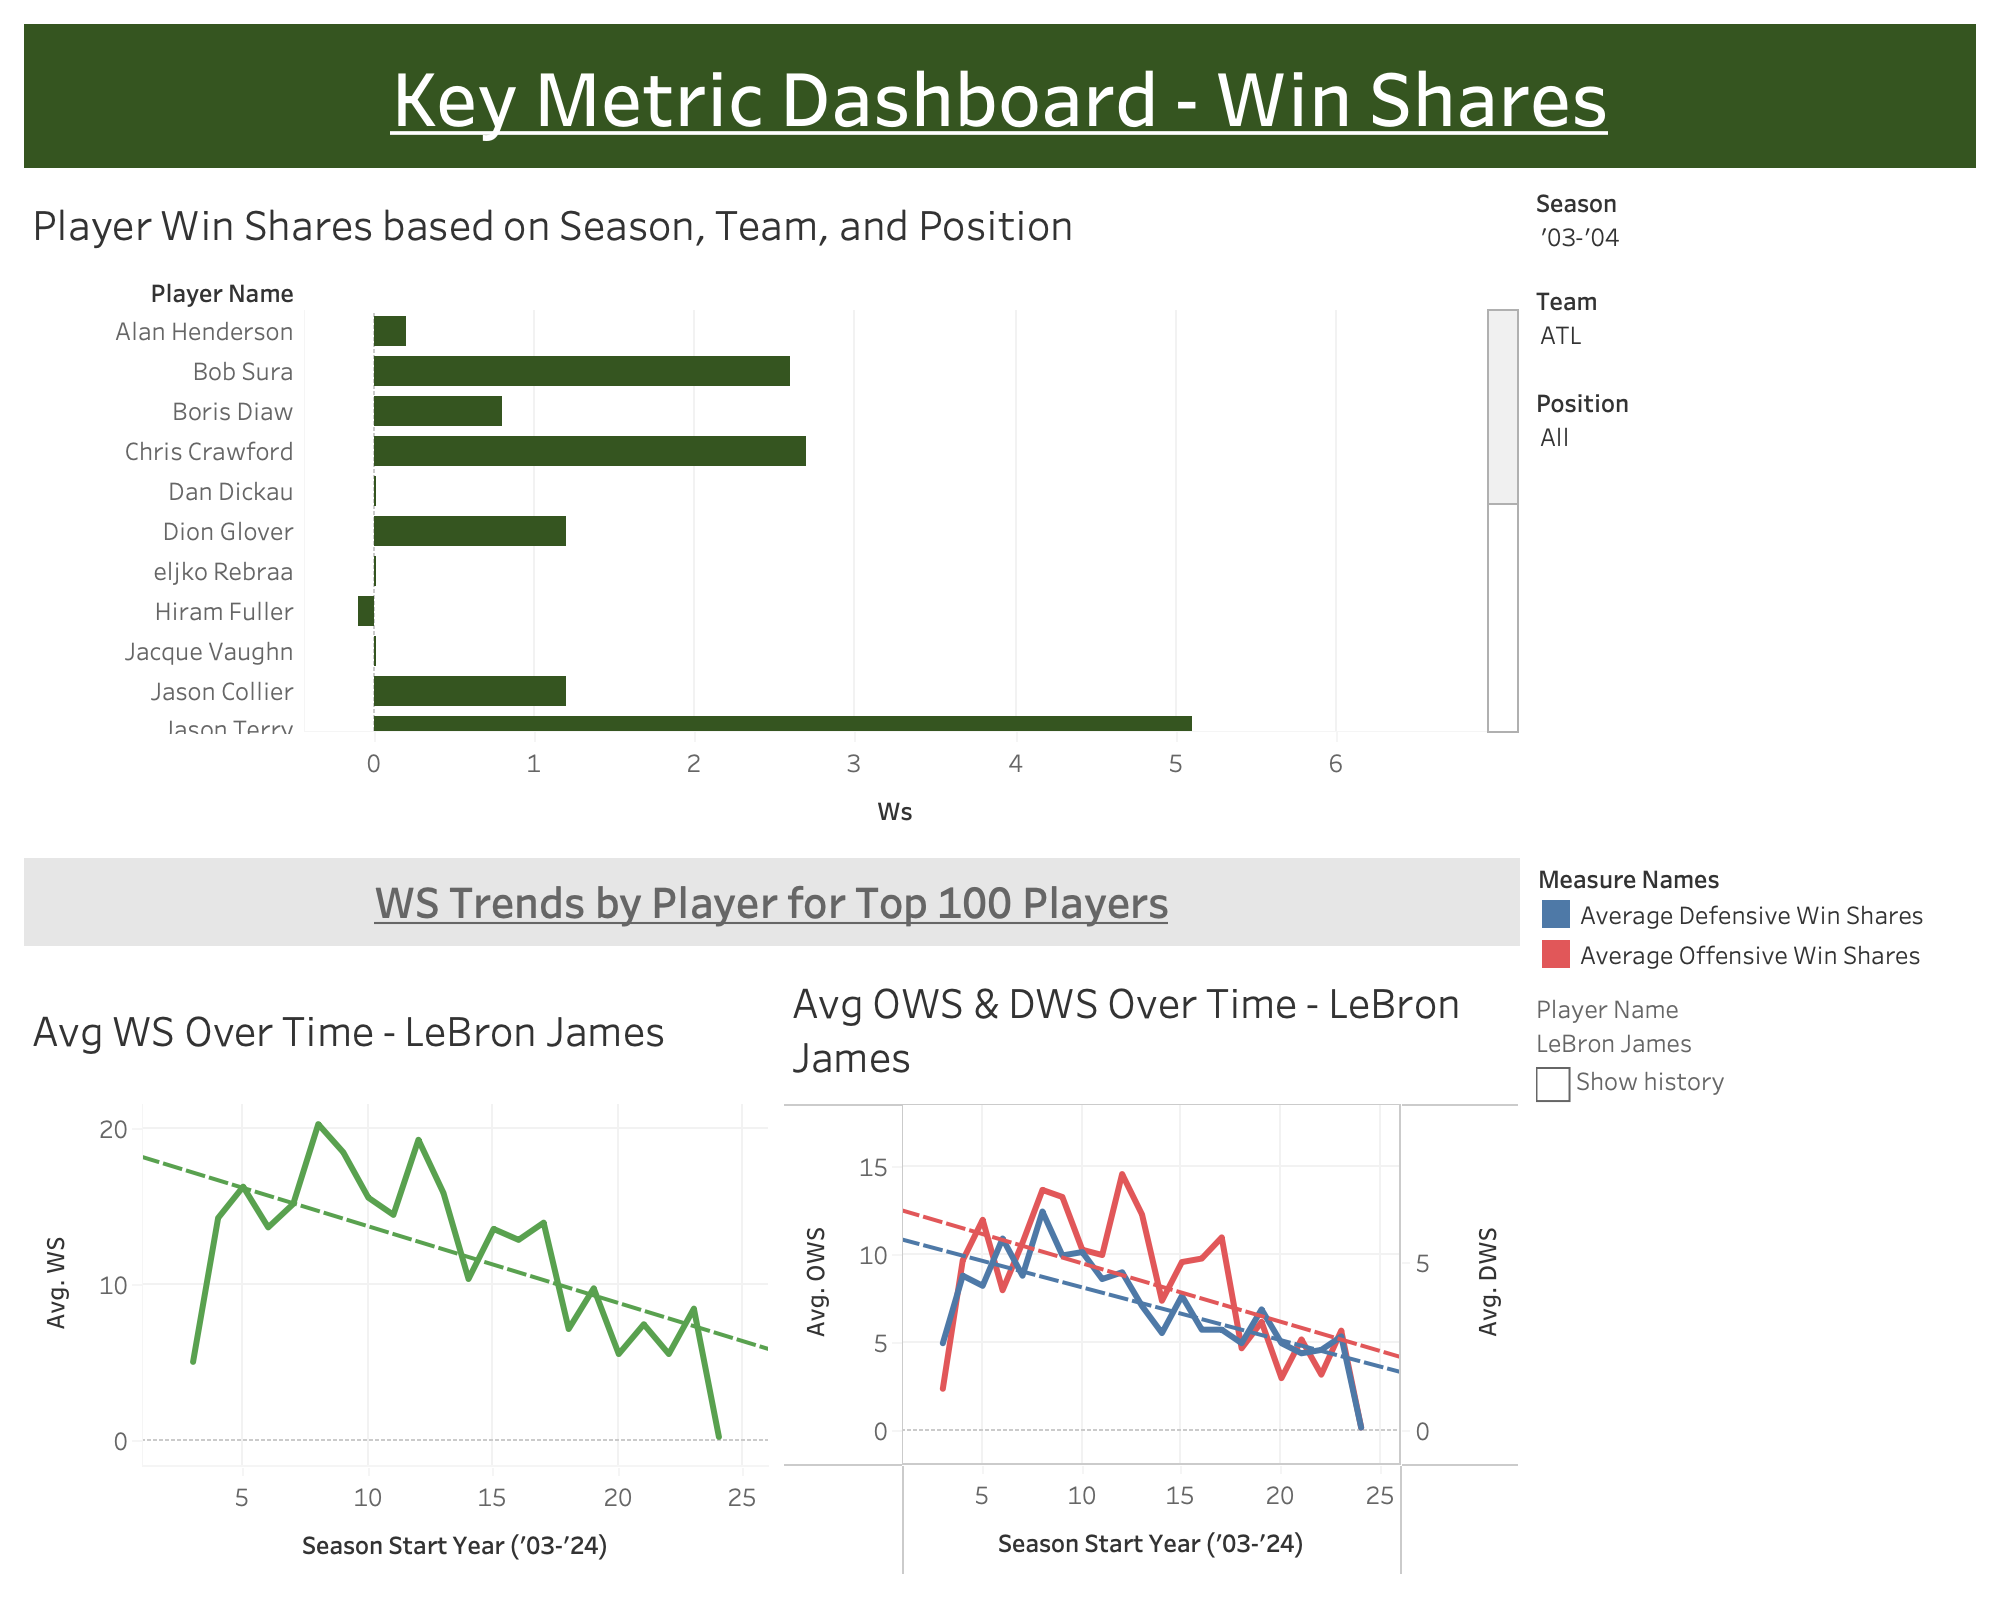 Key Metric Dashboard - Win Shares
Player Win Shares based on Season, Team, and Position
Season
'03-'04
Team
ATL
Position
All
Player Name
Alan Henderson
Bob Sura
Boris Diaw
Chris Crawford
Dan Dickau
Dion Glover
eljko Rebraa
Hiram Fuller
Jacque Vaughn
Jason Collier
Jason Terry
0 1 2 3 4 5 6
Ws
WS Trends by Player for Top 100 Players
Measure Names
Average Defensive Win Shares
Average Offensive Win Shares
Player Name
LeBron James
Show history
Avg WS Over Time - LeBron James
Avg. WS
20
10
0
5 10 15 20 25
Season Start Year ('03-'24)
Avg OWS & DWS Over Time - LeBron
James
Avg. OWS
15
10
5
0
Avg. DWS
5
0
5 10 15 20 25
Season Start Year ('03-'24)